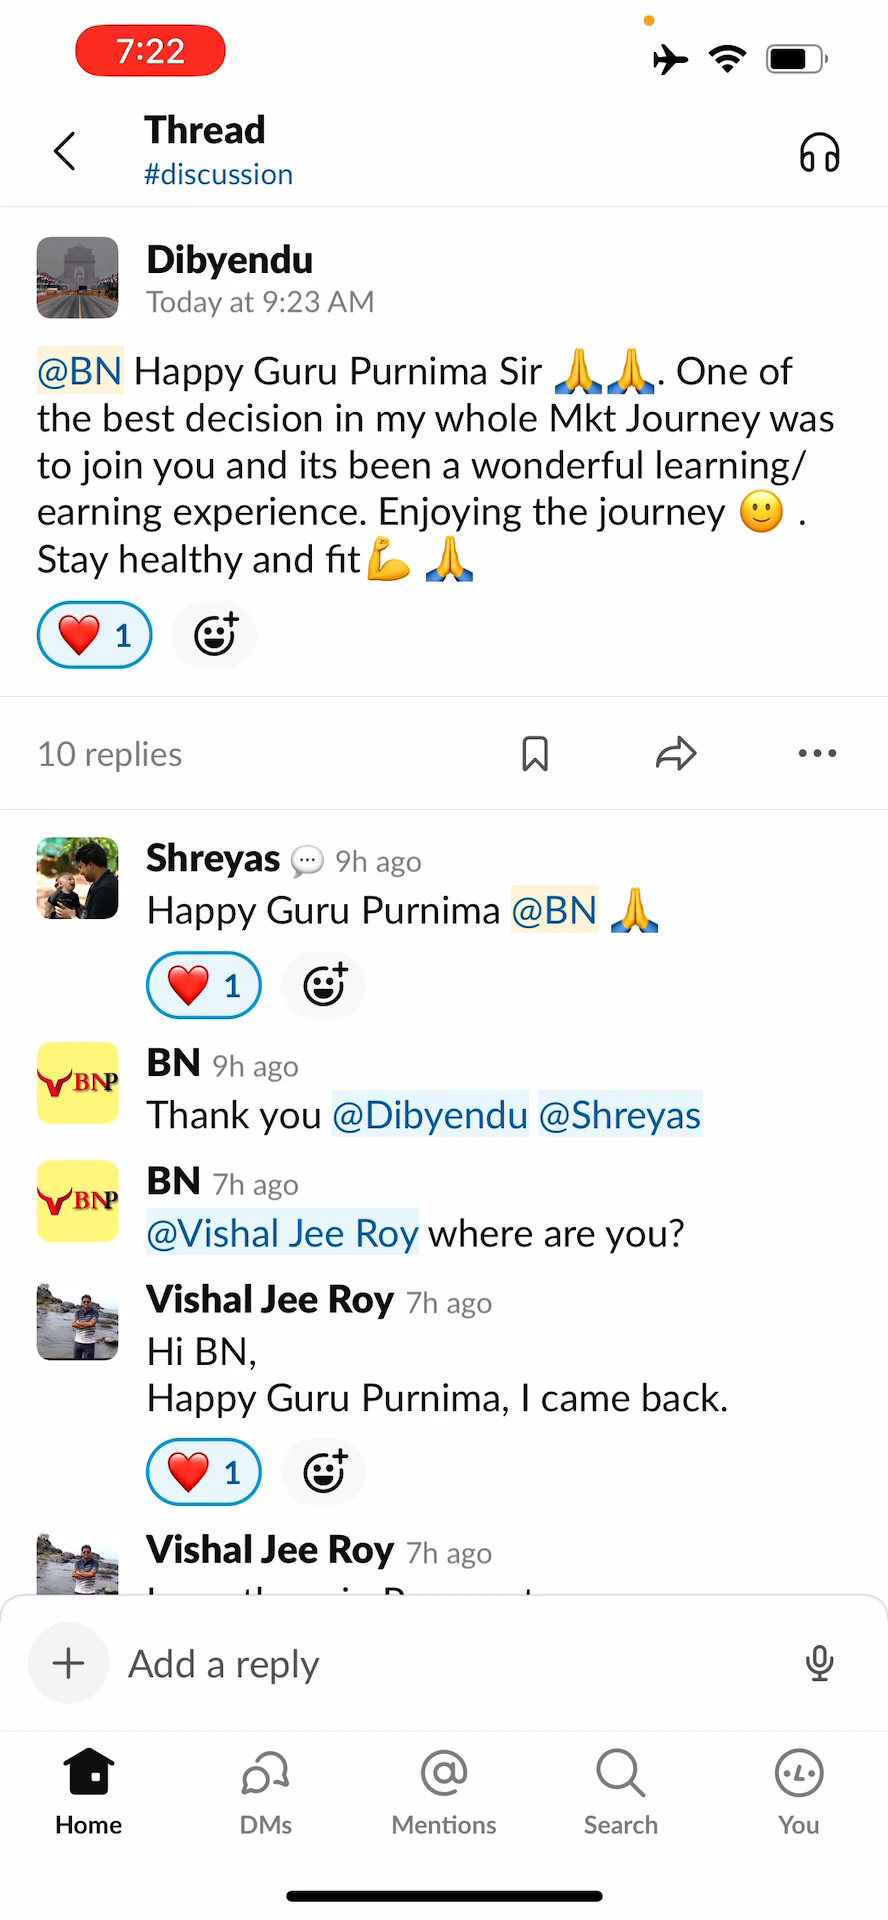 7:22
Thread
#discussion
Dibyendu
Today at 9:23 AM
@BN Happy Guru Purnima Sir 🙏🙏. One of
the best decision in my whole Mkt Journey was
to join you and its been a wonderful learning/
earning experience. Enjoying the journey 🙂 .
Stay healthy and fit💪 🙏
❤️ 1
10 replies
Shreyas 💬 9h ago
Happy Guru Purnima @BN 🙏
❤️ 1
BNP
BN 9h ago
Thank you @Dibyendu @Shreyas
BNP
BN 7h ago
@Vishal Jee Roy where are you?
Vishal Jee Roy 7h ago
Hi BN,
Happy Guru Purnima, I came back.
❤️ 1
Vishal Jee Roy 7h ago
Add a reply
Home DMs Mentions Search You